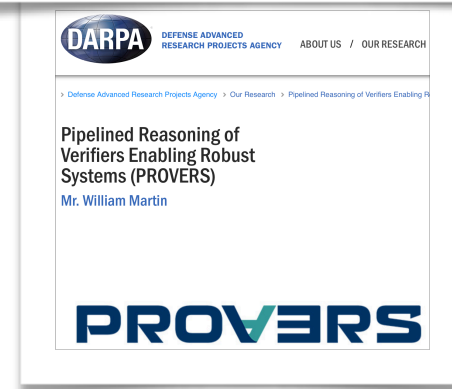 DARPA
DEFENSE ADVANCED
RESEARCH PROJECTS AGENCY
ABOUT US / OUR RESEARCH
> Defense Advanced Research Projects Agency > Our Research > Pipelined Reasoning of Verifiers Enabling
Pipelined Reasoning of
Verifiers Enabling Robust
Systems (PROVERS)
Mr. William Martin
PROVERS